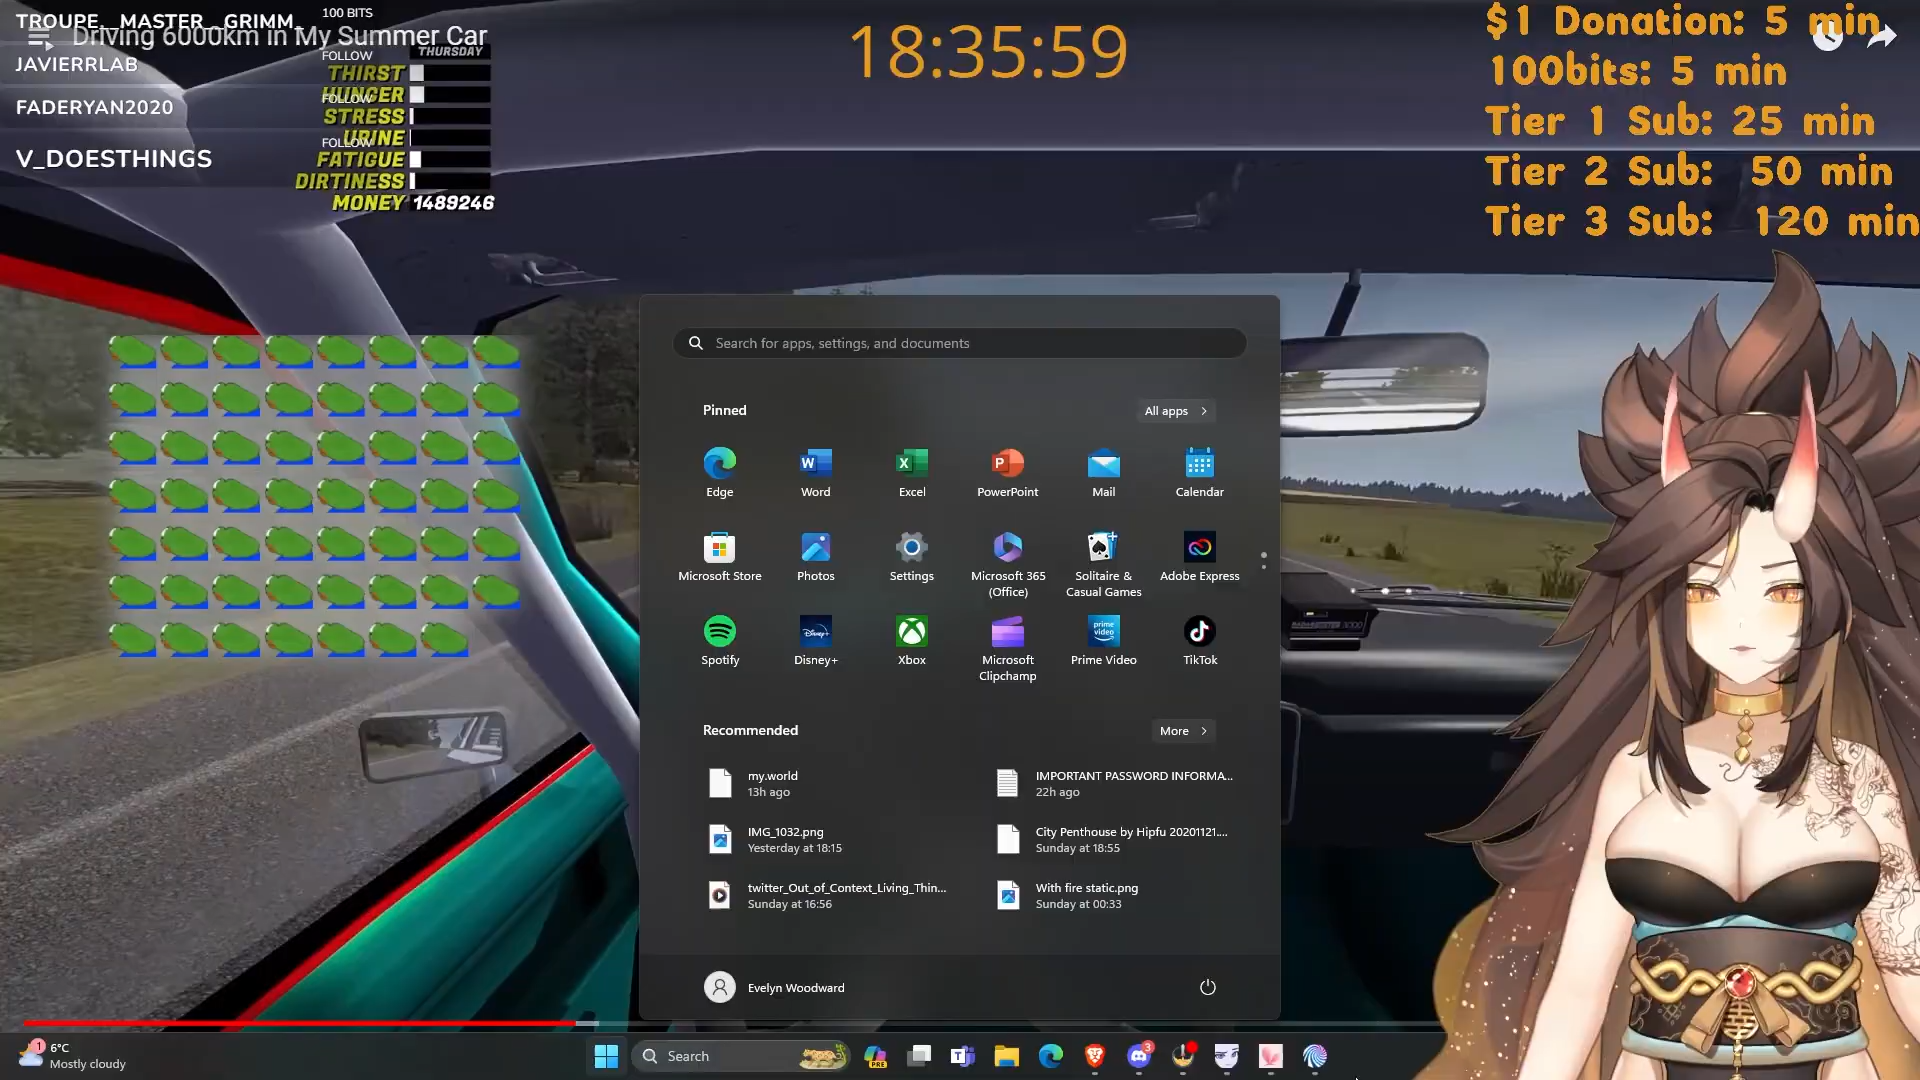 TROUPE_MASTER_GRIMM
100 BITS
Driving 6000km in My Summer Car
JAVIERRLAB
FOLLOW
FADERYAN2020
FOLLOW
V_DOESTHINGS
FOLLOW
THURSDAY
THIRST
HUNGER
STRESS
URINE
FATIGUE
DIRTINESS
MONEY 1489246
18:35:59
$1 Donation: 5 min
100bits: 5 min
Tier 1 Sub: 25 min
Tier 2 Sub: 50 min
Tier 3 Sub: 120 min
Search for apps, settings, and documents
Pinned
All apps
Edge
Word
Excel
PowerPoint
Mail
Calendar
Microsoft Store
Photos
Settings
Microsoft 365
(Office)
Solitaire &
Casual Games
Adobe Express
Spotify
Disney+
Xbox
Microsoft
Clipchamp
Prime Video
TikTok
Recommended
More
my.world
13h ago
IMPORTANT PASSWORD INFORMA...
22h ago
IMG_1032.png
Yesterday at 18:15
City Penthouse by Hipfu 20201121....
Sunday at 18:55
twitter_Out_of_Context_Living_Thin...
Sunday at 16:56
With fire static.png
Sunday at 00:33
Evelyn Woodward
1
6°C
Mostly cloudy
Search
PRE
3